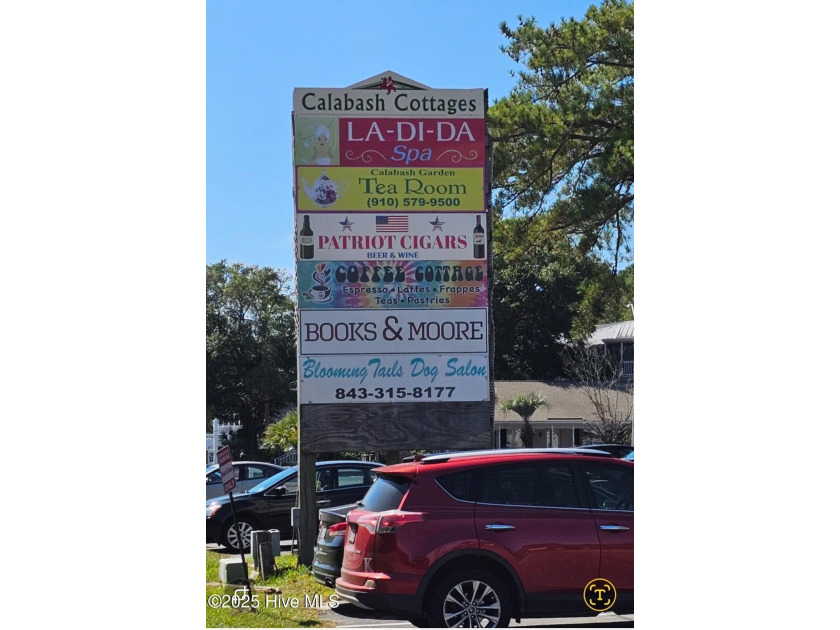 Calabash Cottages
LA-DI-DA
Spa
Calabash Garden
Tea Room
(910) 579-9500
PATRIOT CIGARS
BEER & WINE
COFFEE COTTAGE
Espresso • Lattes • Frappes
Teas • Pastries
BOOKS & MOORE
Blooming Tails Dog Salon
843-315-8177
©2025 Hive MLS
T